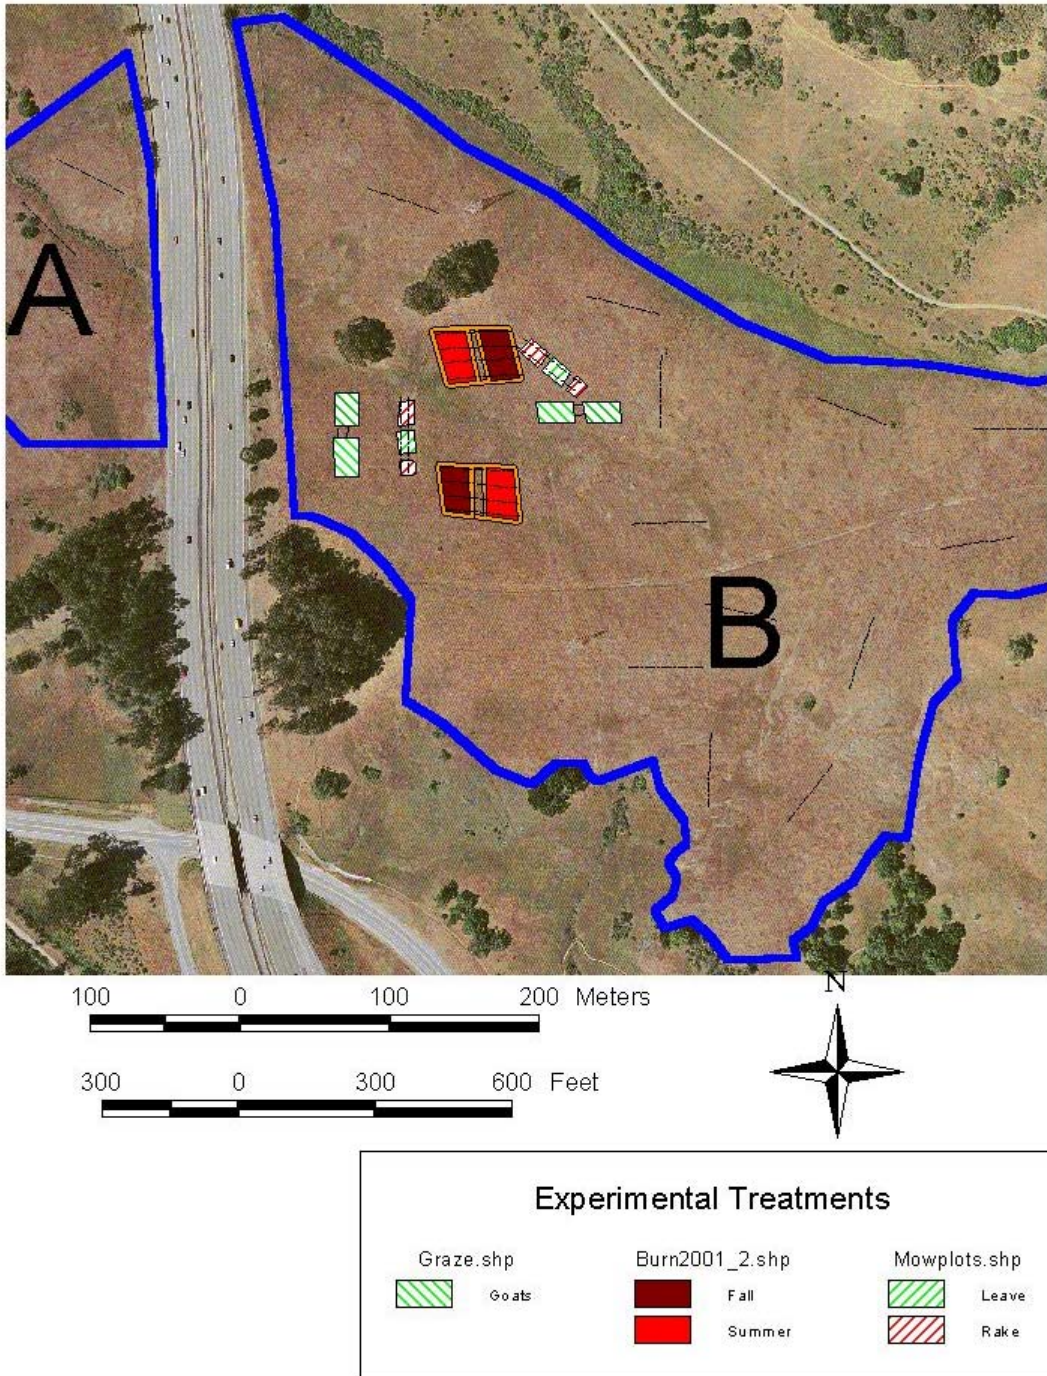 A
B
100 0 100 200 Meters
300 0 300 600 Feet
N
Experimental Treatments
Graze.shp Burn2001_2.shp Mowplots.shp
Goats Fall Leave
Summer Rake